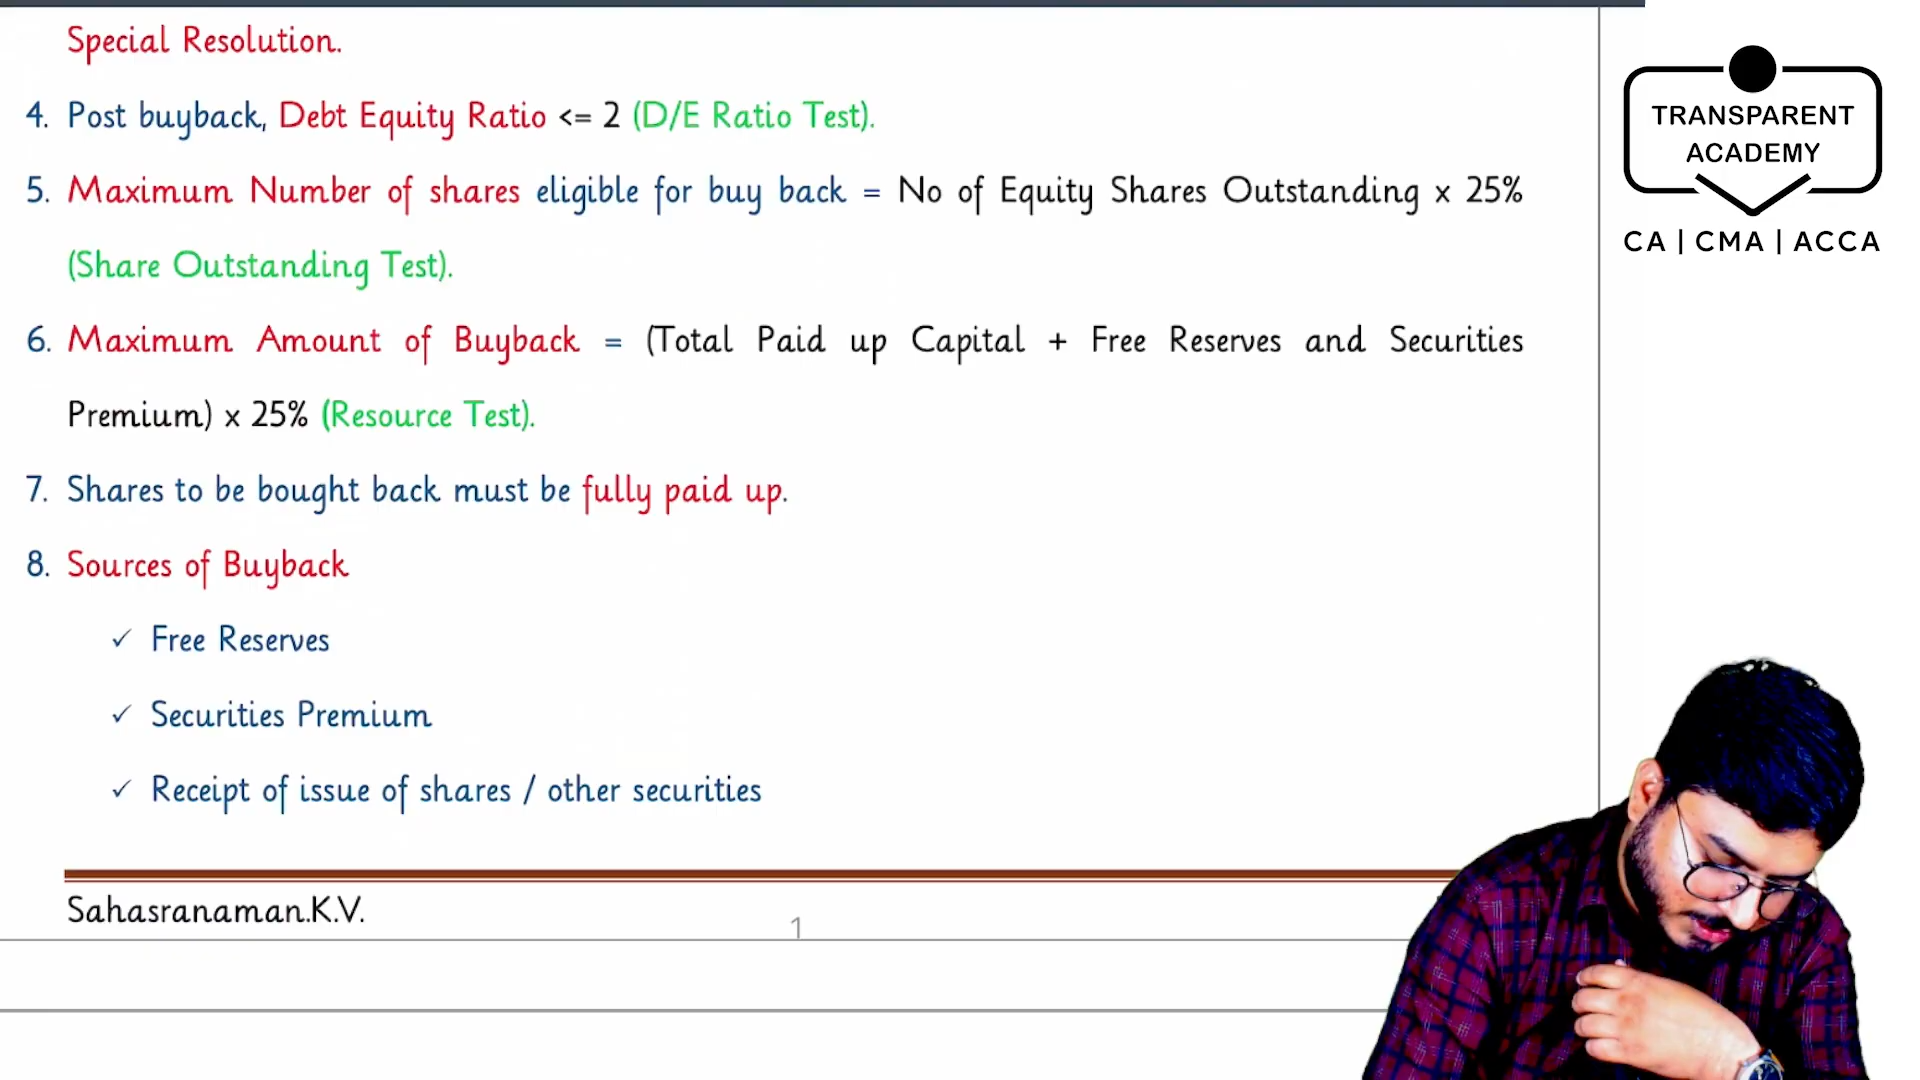 Special Resolution.
4. Post buyback, Debt Equity Ratio <= 2 (D/E Ratio Test).
5. Maximum Number of shares eligible for buy back = No of Equity Shares Outstanding x 25%
(Share Outstanding Test).
6. Maximum Amount of Buyback = (Total Paid up Capital + Free Reserves and Securities
Premium) x 25% (Resource Test).
7. Shares to be bought back must be fully paid up.
8. Sources of Buyback
✓ Free Reserves
✓ Securities Premium
✓ Receipt of issue of shares / other securities
Sahasranaman.K.V.
1
TRANSPARENT
ACADEMY
CA | CMA | ACCA